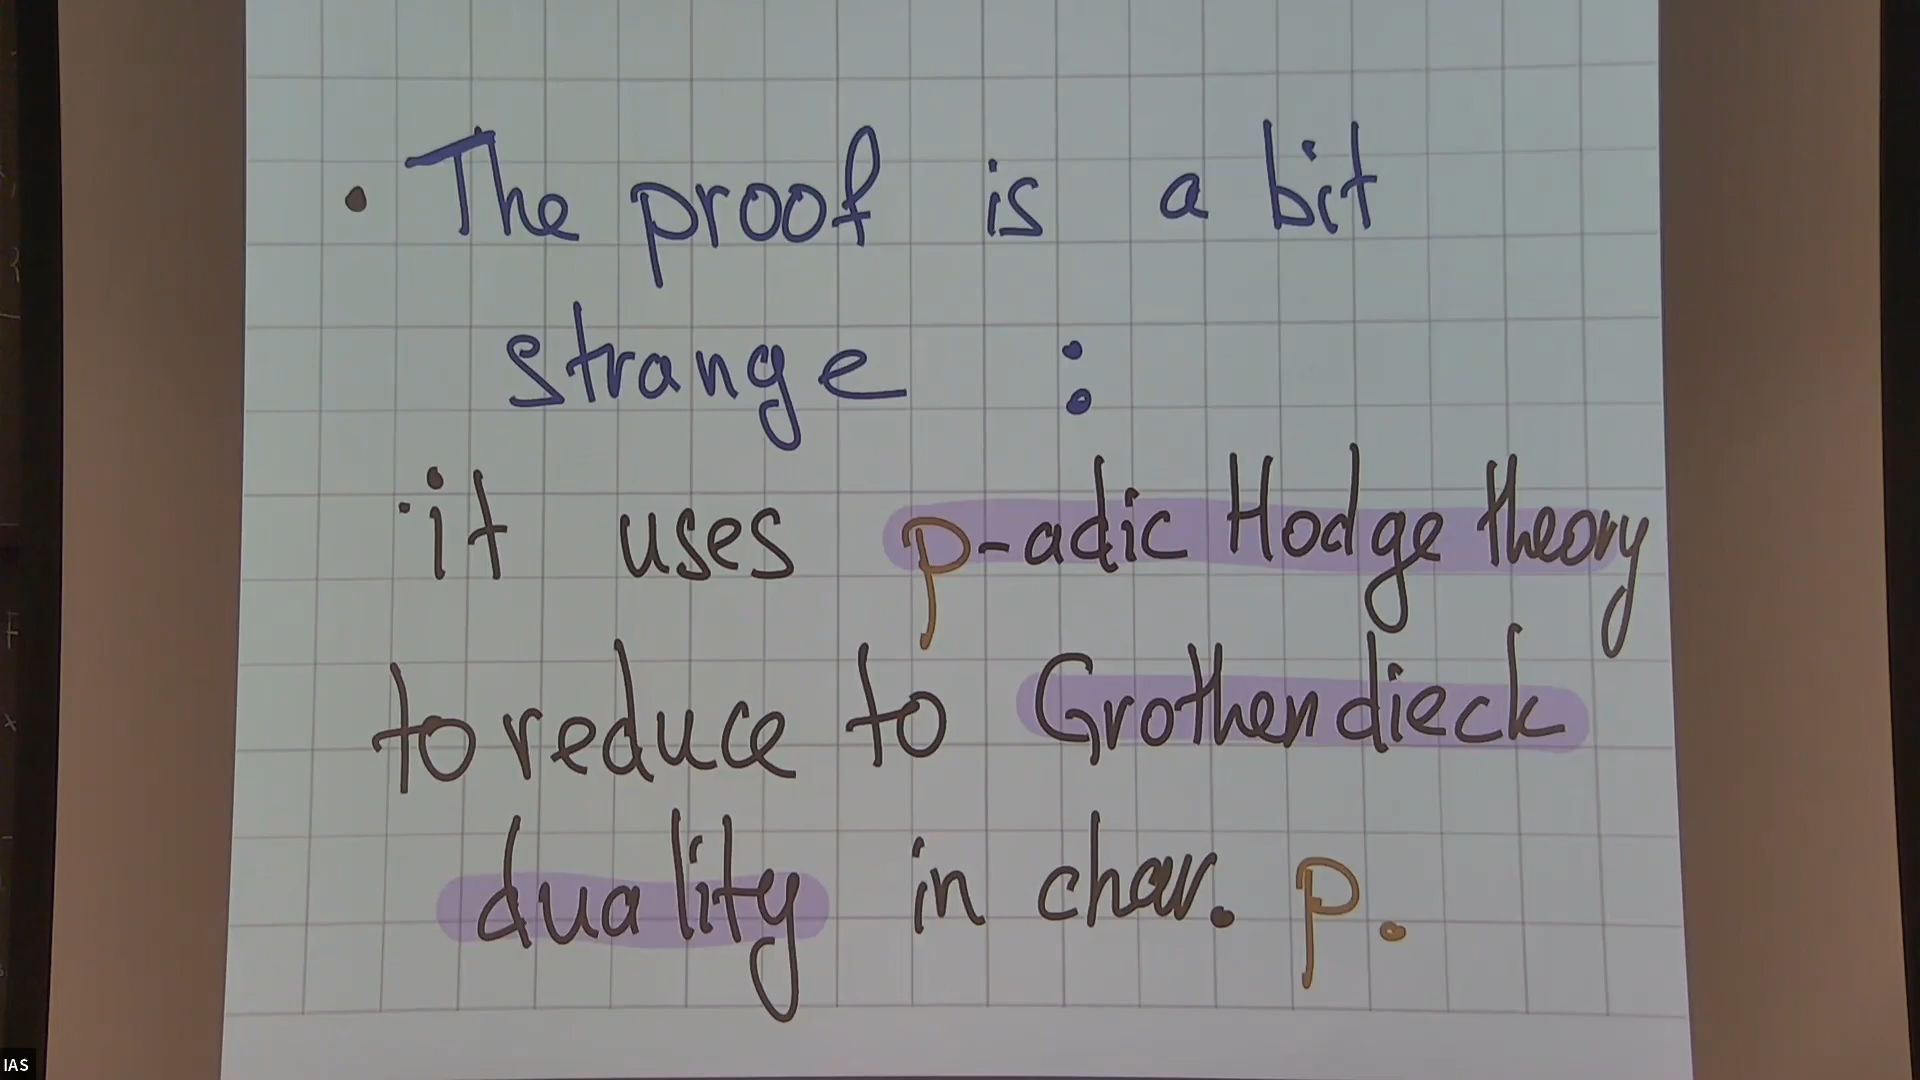 • The proof is a bit
strange :
it uses p-adic Hodge theory
to reduce to Grothendieck
duality in char. p.
IAS